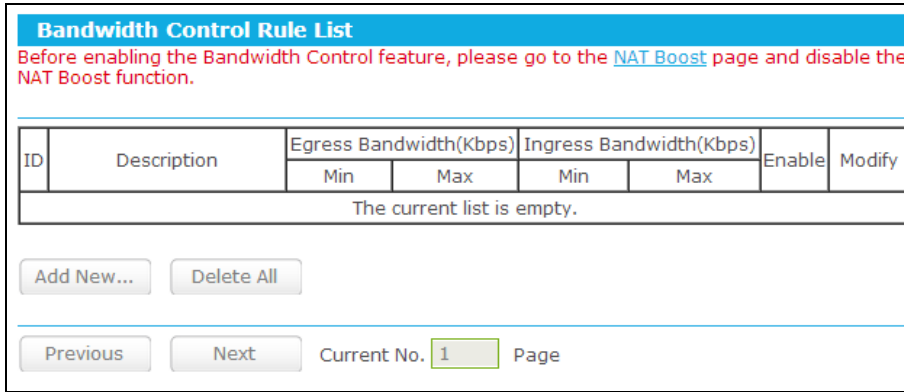 Bandwidth Control Rule List
Before enabling the Bandwidth Control feature, please go to the NAT Boost page and disable the
NAT Boost function.
ID Description Egress Bandwidth(Kbps) Ingress Bandwidth(Kbps) Enable Modify
Min Max Min Max
The current list is empty.
Add New... Delete All
Previous Next Current No. 1 Page